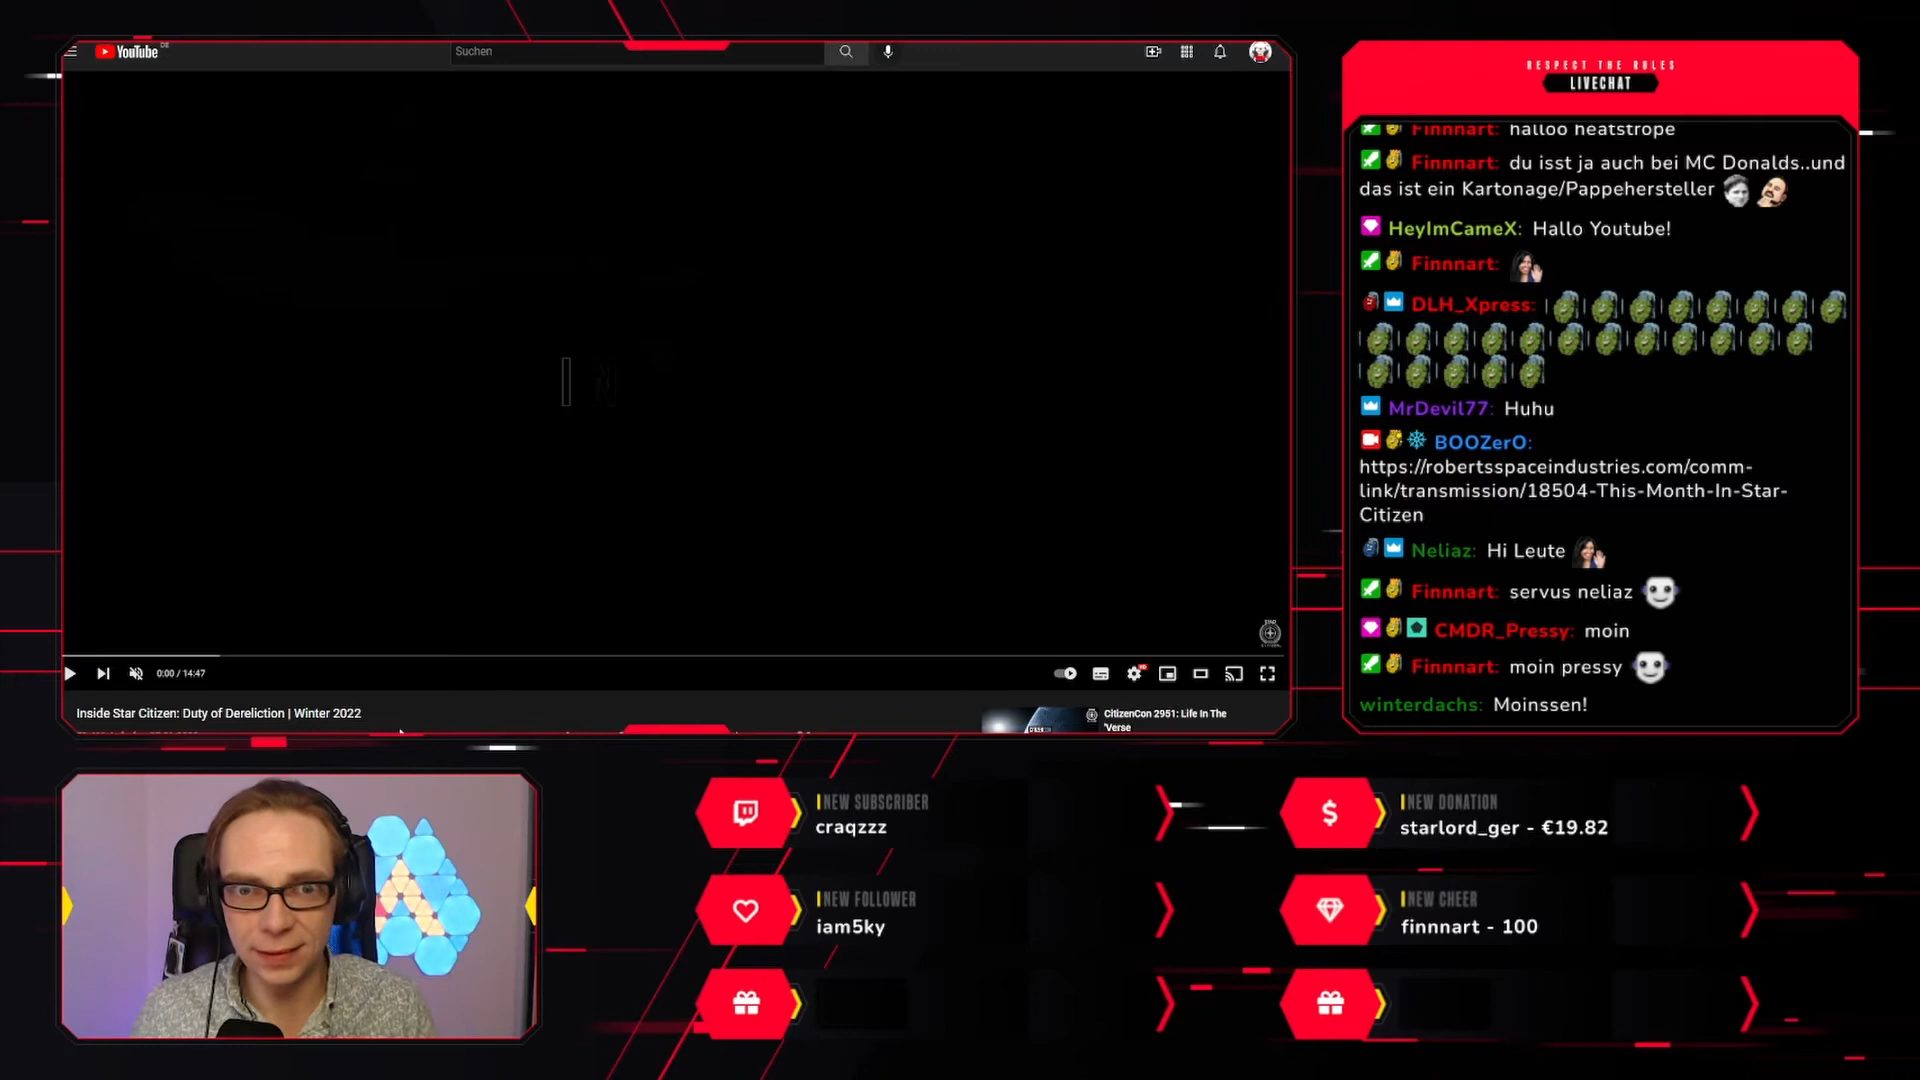 YouTube DE
Suchen
I N
0:00 / 14:47
HD
Inside Star Citizen: Duty of Dereliction | Winter 2022
CitizenCon 2951: Life In The
'Verse
RESPECT THE RULES
LIVECHAT
Finnnart: halloo heatstrope
Finnnart: du isst ja auch bei MC Donalds..und
das ist ein Kartonage/Pappehersteller
HeyImCameX: Hallo Youtube!
Finnnart:
DLH_Xpress:
MrDevil77: Huhu
BOOZerO:
https://robertsspaceindustries.com/comm-
link/transmission/18504-This-Month-In-Star-
Citizen
Neliaz: Hi Leute
Finnnart: servus neliaz
CMDR_Pressy: moin
Finnnart: moin pressy
winterdachs: Moinssen!
NEW SUBSCRIBER
craqzzz
NEW DONATION
starlord_ger - €19.82
NEW FOLLOWER
iam5ky
NEW CHEER
finnnart - 100